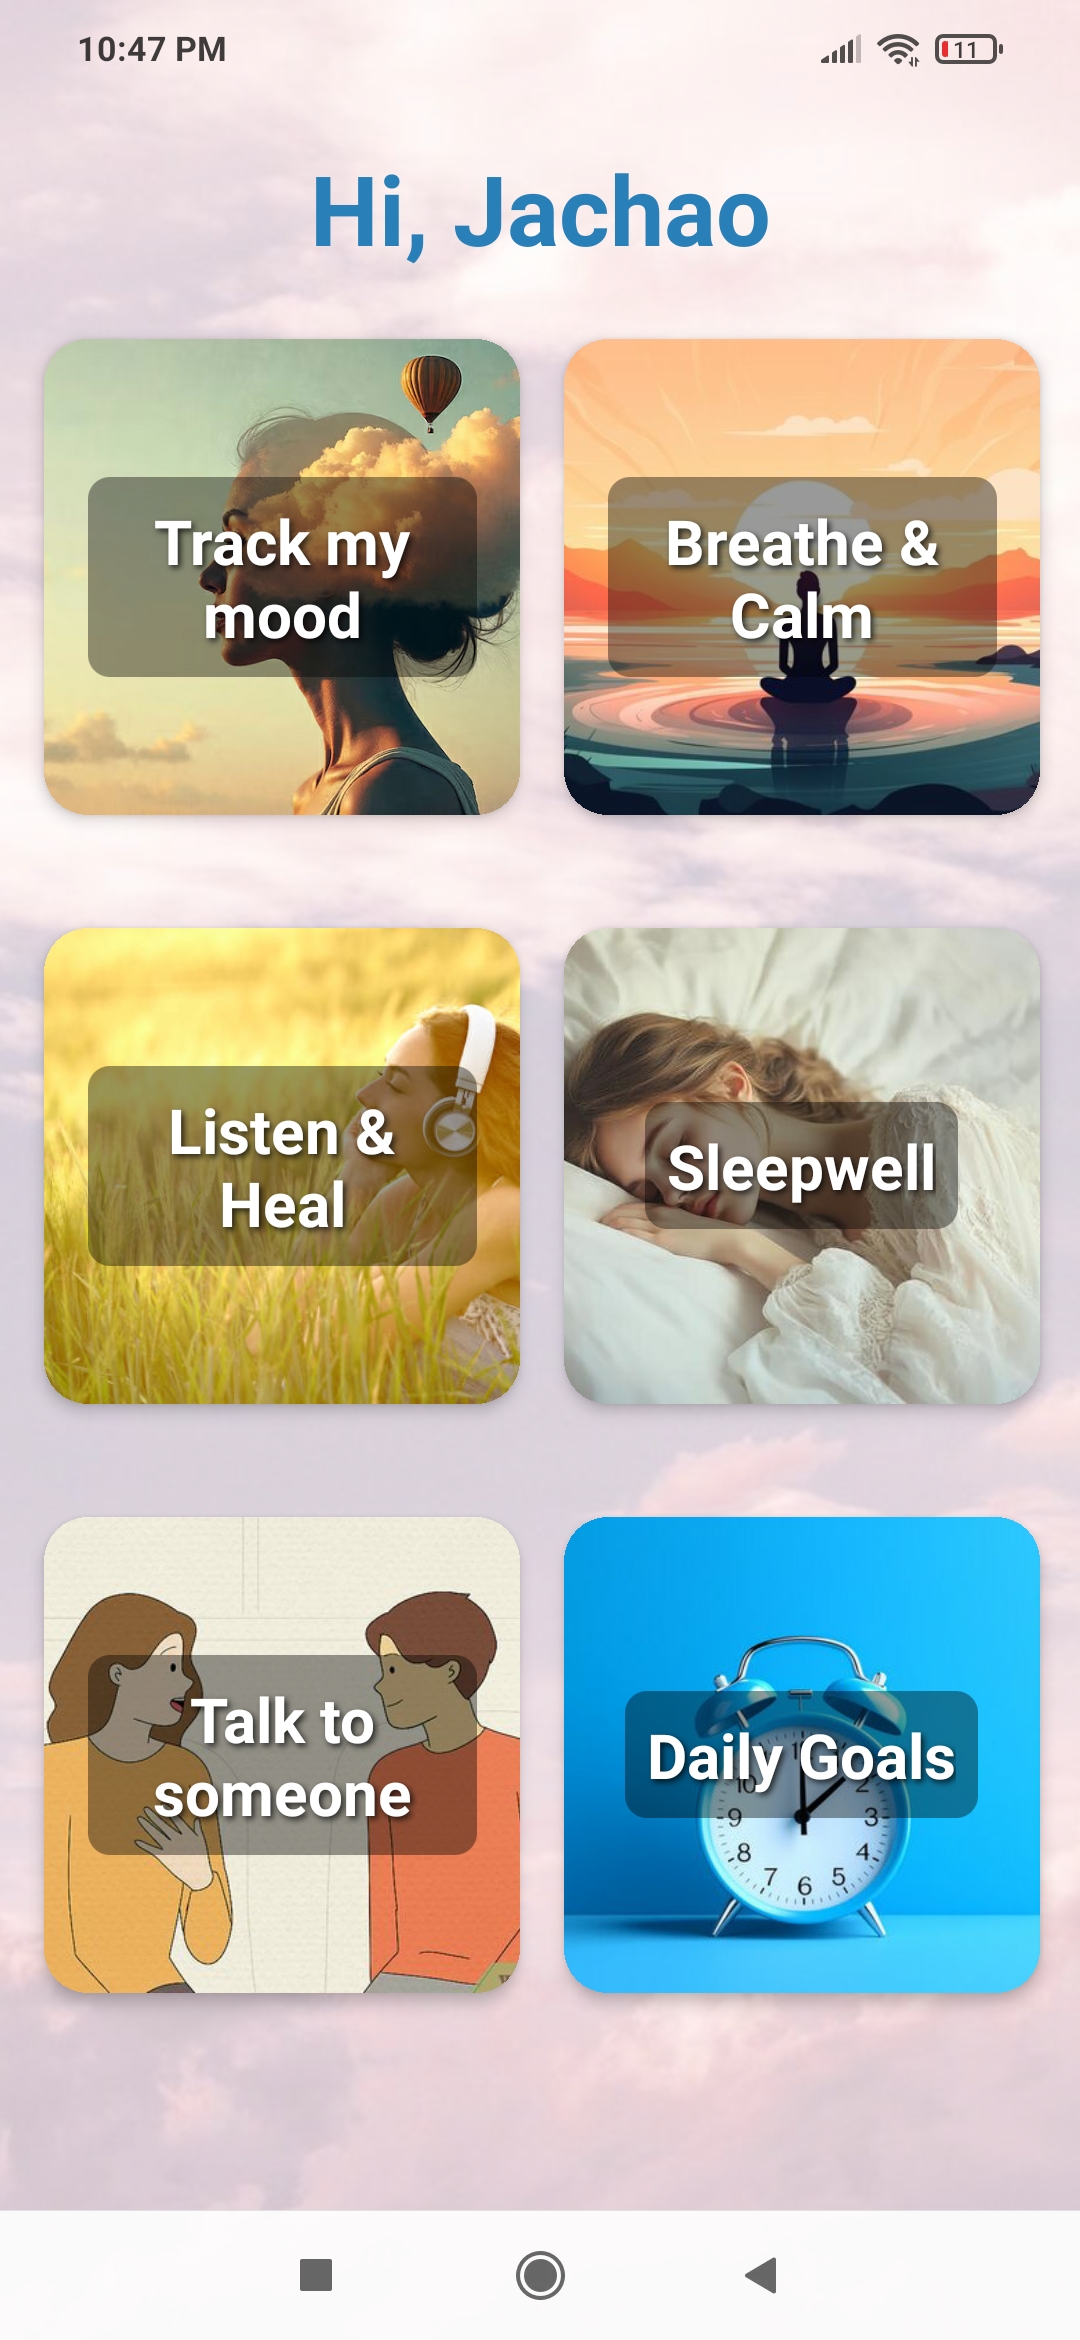 10:47 PM
11
Hi, Jachao
Track my
mood
Breathe &
Calm
Listen &
Heal
Sleepwell
Talk to
someone
Daily Goals
10
2
9
3
8
4
7
5
6